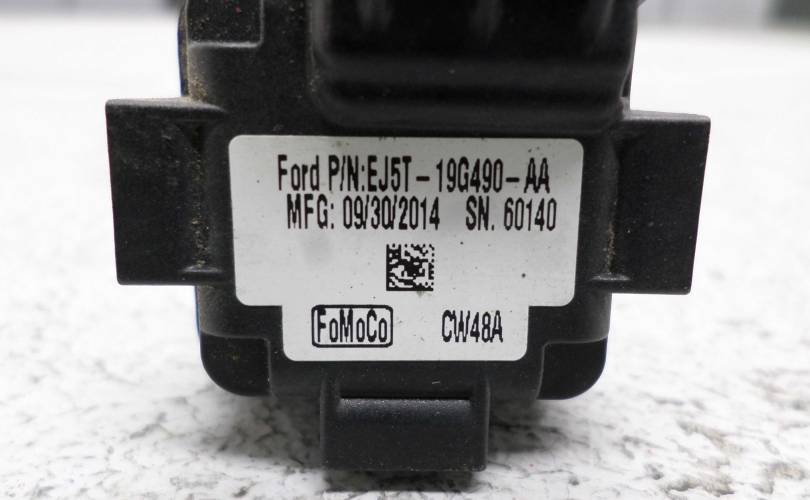 Ford P/N:EJ5T-19G490-AA
MFG: 09/30/2014 SN. 60140
FoMoCo CW48A